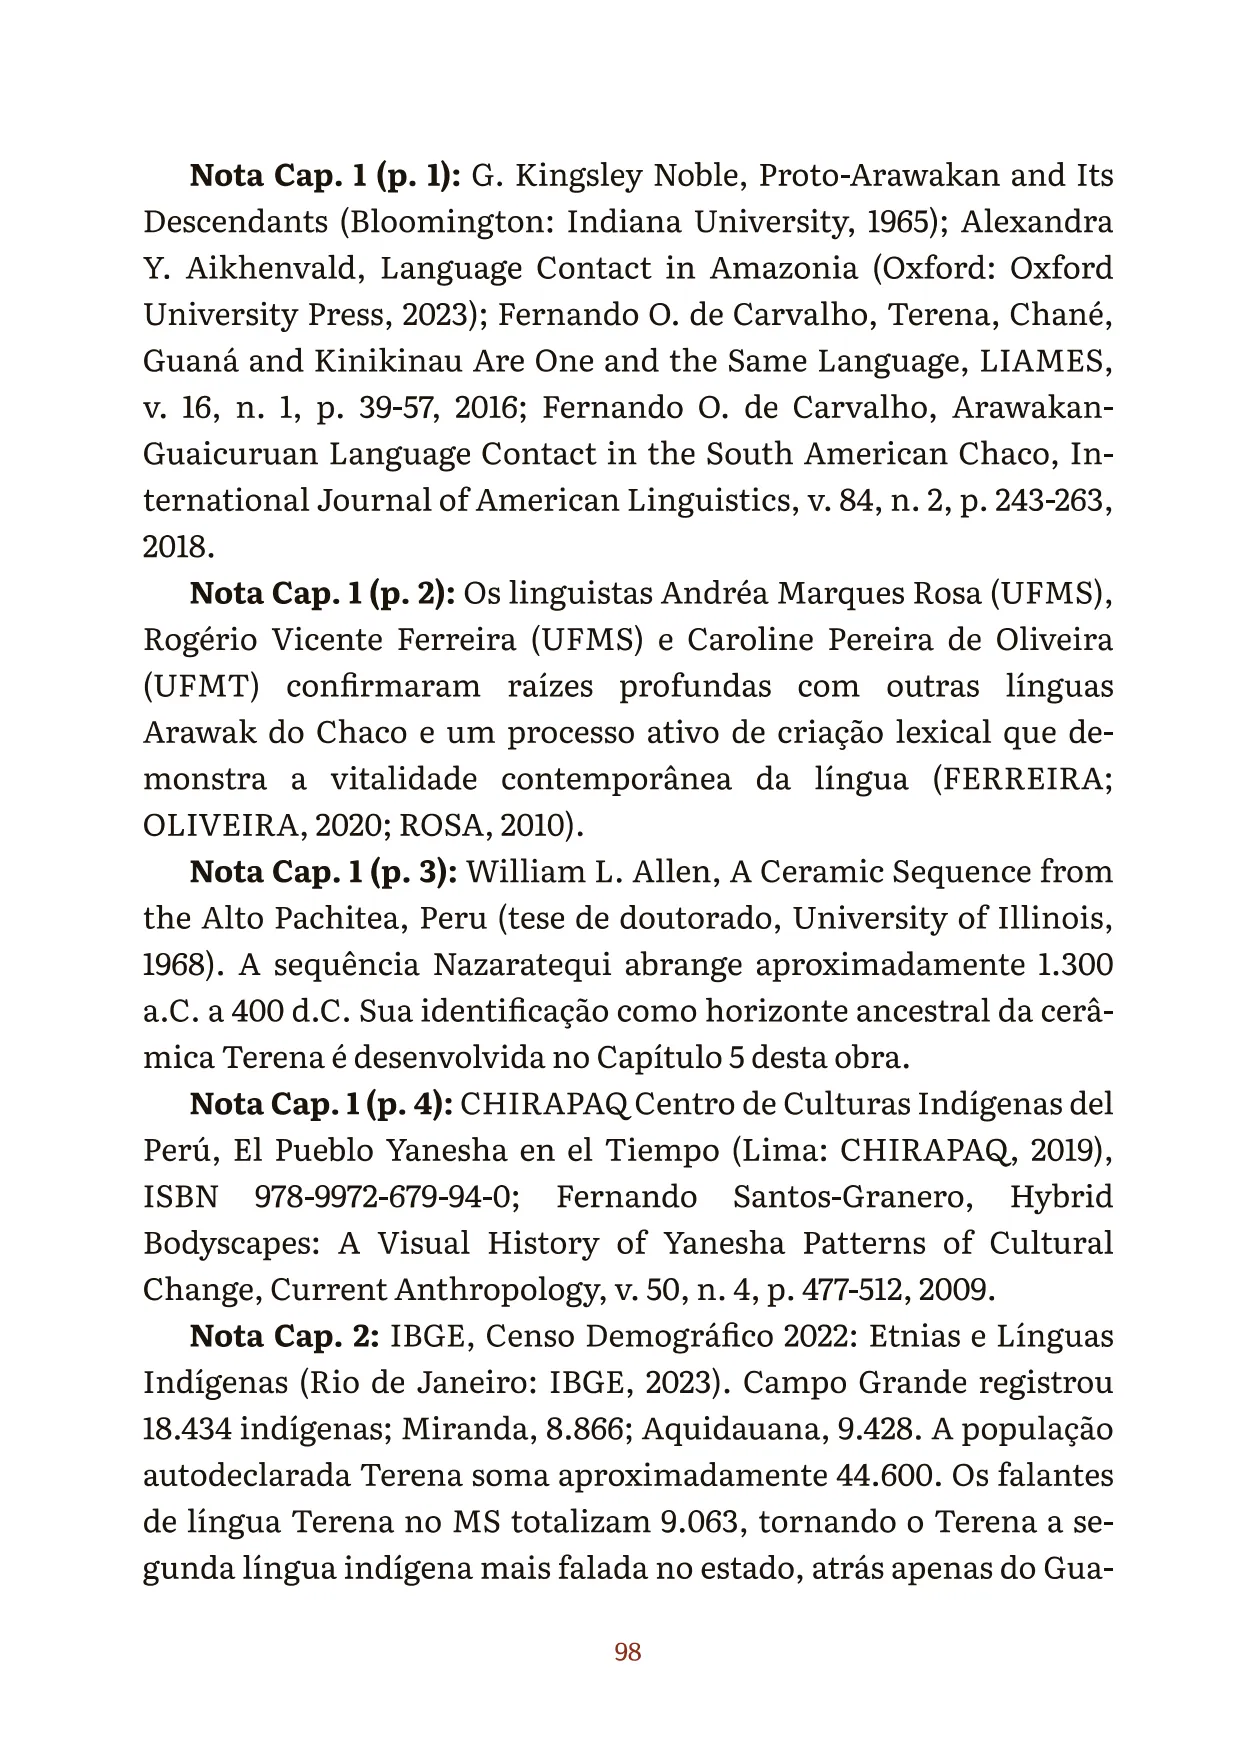 Nota Cap. 1 (p. 1): G. Kingsley Noble, Proto-Arawakan and Its
Descendants (Bloomington: Indiana University, 1965); Alexandra
Y. Aikhenvald, Language Contact in Amazonia (Oxford: Oxford
University Press, 2023); Fernando O. de Carvalho, Terena, Chané,
Guaná and Kinikinau Are One and the Same Language, LIAMES,
v. 16, n. 1, p. 39-57, 2016; Fernando O. de Carvalho, Arawakan-
Guaicuruan Language Contact in the South American Chaco, In-
ternational Journal of American Linguistics, v. 84, n. 2, p. 243-263,
2018.
Nota Cap. 1 (p. 2): Os linguistas Andréa Marques Rosa (UFMS),
Rogério Vicente Ferreira (UFMS) e Caroline Pereira de Oliveira
(UFMT) confirmaram raízes profundas com outras línguas
Arawak do Chaco e um processo ativo de criação lexical que de-
monstra a vitalidade contemporânea da língua (FERREIRA;
OLIVEIRA, 2020; ROSA, 2010).
Nota Cap. 1 (p. 3): William L. Allen, A Ceramic Sequence from
the Alto Pachitea, Peru (tese de doutorado, University of Illinois,
1968). A sequência Nazaratequi abrange aproximadamente 1.300
a.C. a 400 d.C. Sua identificação como horizonte ancestral da cerâ-
mica Terena é desenvolvida no Capítulo 5 desta obra.
Nota Cap. 1 (p. 4): CHIRAPAQ Centro de Culturas Indígenas del
Perú, El Pueblo Yanesha en el Tiempo (Lima: CHIRAPAQ, 2019),
ISBN 978-9972-679-94-0; Fernando Santos-Granero, Hybrid
Bodyscapes: A Visual History of Yanesha Patterns of Cultural
Change, Current Anthropology, v. 50, n. 4, p. 477-512, 2009.
Nota Cap. 2: IBGE, Censo Demográfico 2022: Etnias e Línguas
Indígenas (Rio de Janeiro: IBGE, 2023). Campo Grande registrou
18.434 indígenas; Miranda, 8.866; Aquidauana, 9.428. A população
autodeclarada Terena soma aproximadamente 44.600. Os falantes
de língua Terena no MS totalizam 9.063, tornando o Terena a se-
gunda língua indígena mais falada no estado, atrás apenas do Gua-
98